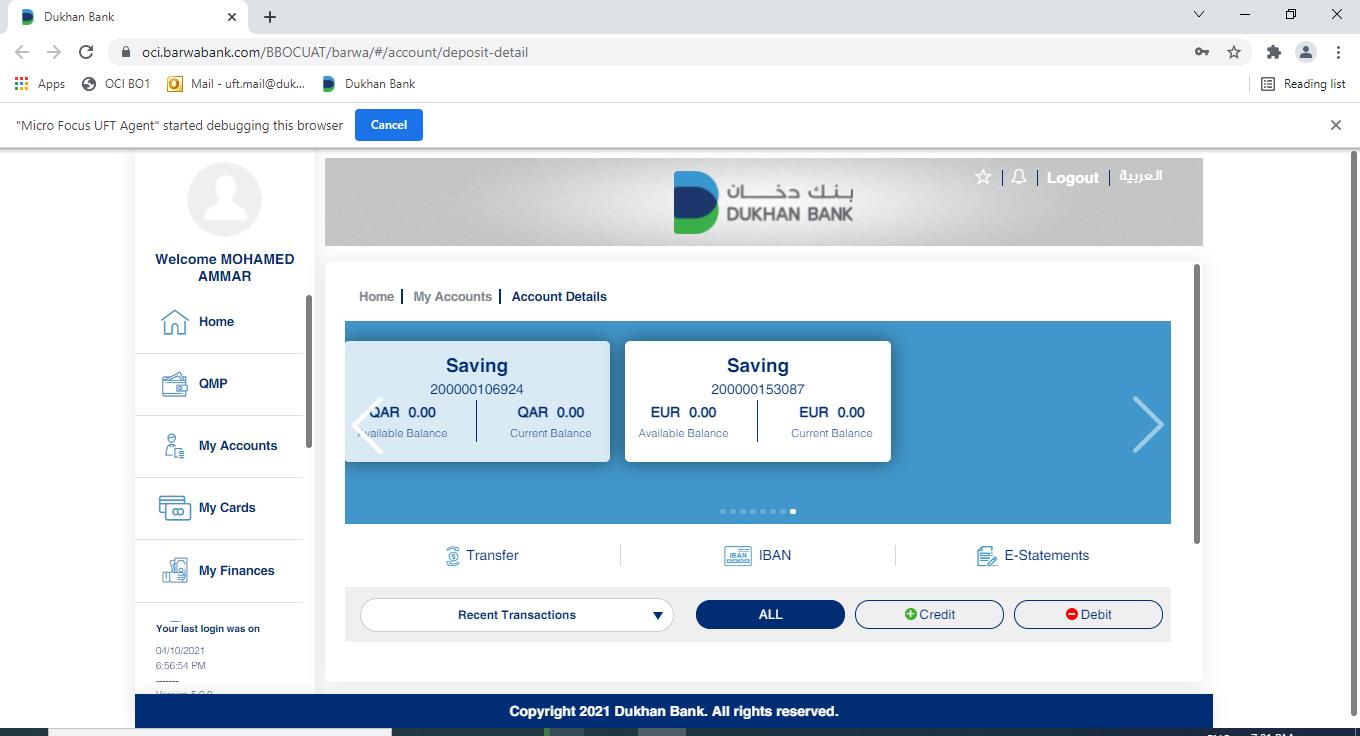 Dukhan Bank
oci.barwabank.com/BBOCUAT/barwa/#/account/deposit-detail
Apps
OCI BO1
Mail - uft.mail@duk...
Dukhan Bank
Reading list
"Micro Focus UFT Agent" started debugging this browser
Cancel
Welcome MOHAMED
AMMAR
Home
QMP
My Accounts
My Cards
My Finances
Your last login was on
04/10/2021
6:56:54 PM
-------
Version 5.0.0
بنك دخان
DUKHAN BANK
Logout
العربية
Home
My Accounts
Account Details
Saving
200000106924
QAR 0.00
QAR 0.00
Available Balance
Current Balance
Saving
200000153087
EUR 0.00
EUR 0.00
Available Balance
Current Balance
Transfer
IBAN
IBAN
E-Statements
Recent Transactions
ALL
Credit
Debit
Copyright 2021 Dukhan Bank. All rights reserved.